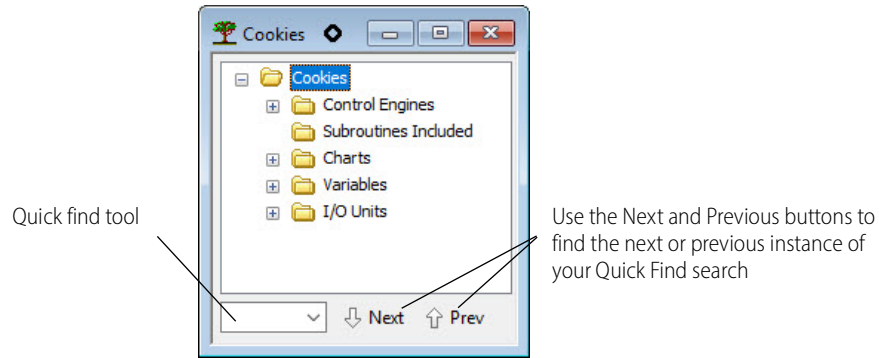 Cookies
Cookies
Control Engines
Subroutines Included
Charts
Variables
I/O Units
Quick find tool
Use the Next and Previous buttons to
find the next or previous instance of
your Quick Find search
Next
Prev